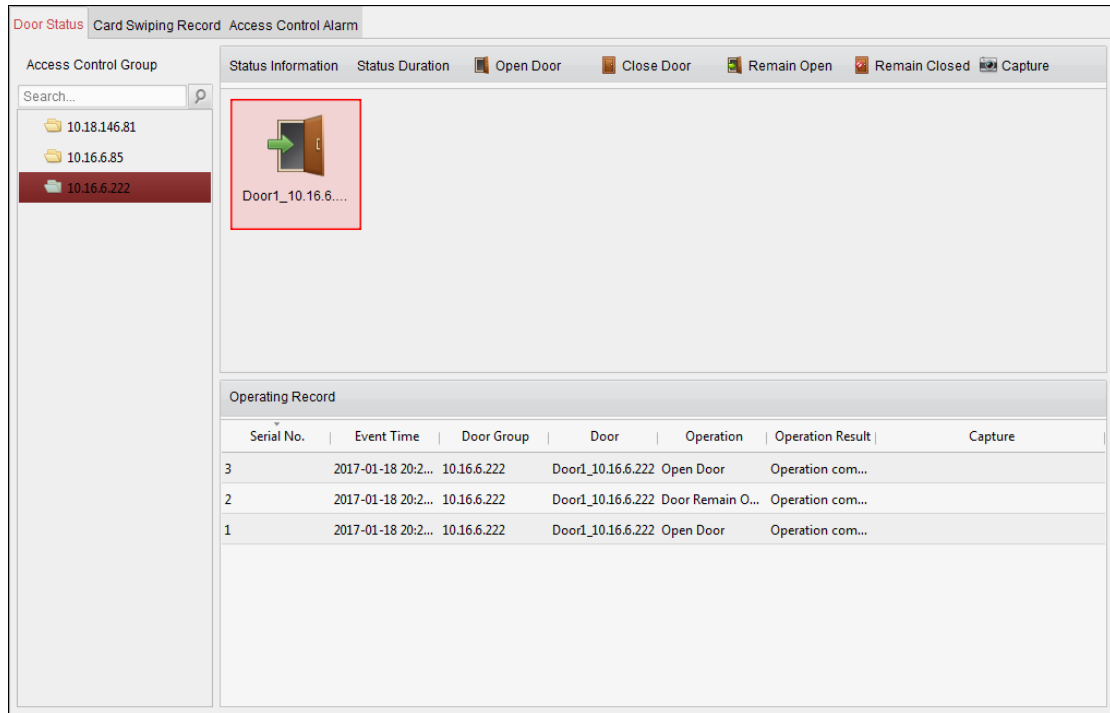 Door Status Card Swiping Record Access Control Alarm
Access Control Group
Search...
10.18.146.81
10.16.6.85
10.16.6.222
Status Information Status Duration Open Door Close Door Remain Open Remain Closed Capture
Door1_10.16.6....
Operating Record
Serial No. Event Time Door Group Door Operation Operation Result Capture
3 2017-01-18 20:2... 10.16.6.222 Door1_10.16.6.222 Open Door Operation com...
2 2017-01-18 20:2... 10.16.6.222 Door1_10.16.6.222 Door Remain O... Operation com...
1 2017-01-18 20:2... 10.16.6.222 Door1_10.16.6.222 Open Door Operation com...